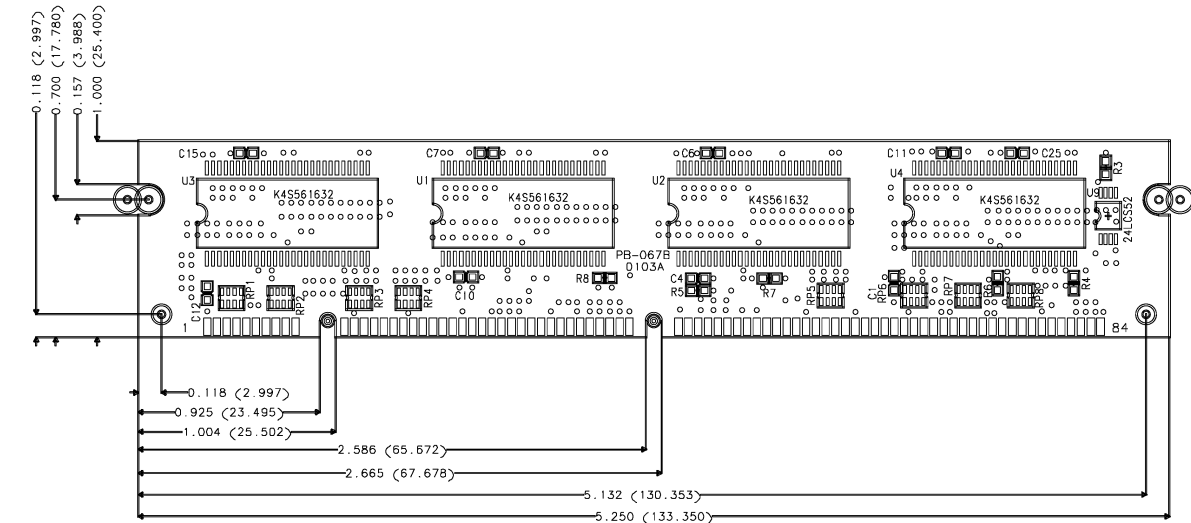 0.118 (2.997)
0.700 (17.780)
0.157 (3.988)
1.000 (25.400)
C15
C7
C6
C11
C25
R3
U3
K4S561632
U1
K4S561632
U2
K4S561632
U4
K4S561632
U9
24LCS52
PB-067B
0103A
C12
RP1
RP2
RP3
RP4
C10
R8
C4
R5
R7
RP5
C1
RP6
RP7
R6
RP8
R4
1
84
0.118 (2.997)
0.925 (23.495)
1.004 (25.502)
2.586 (65.672)
2.665 (67.678)
5.132 (130.353)
5.250 (133.350)